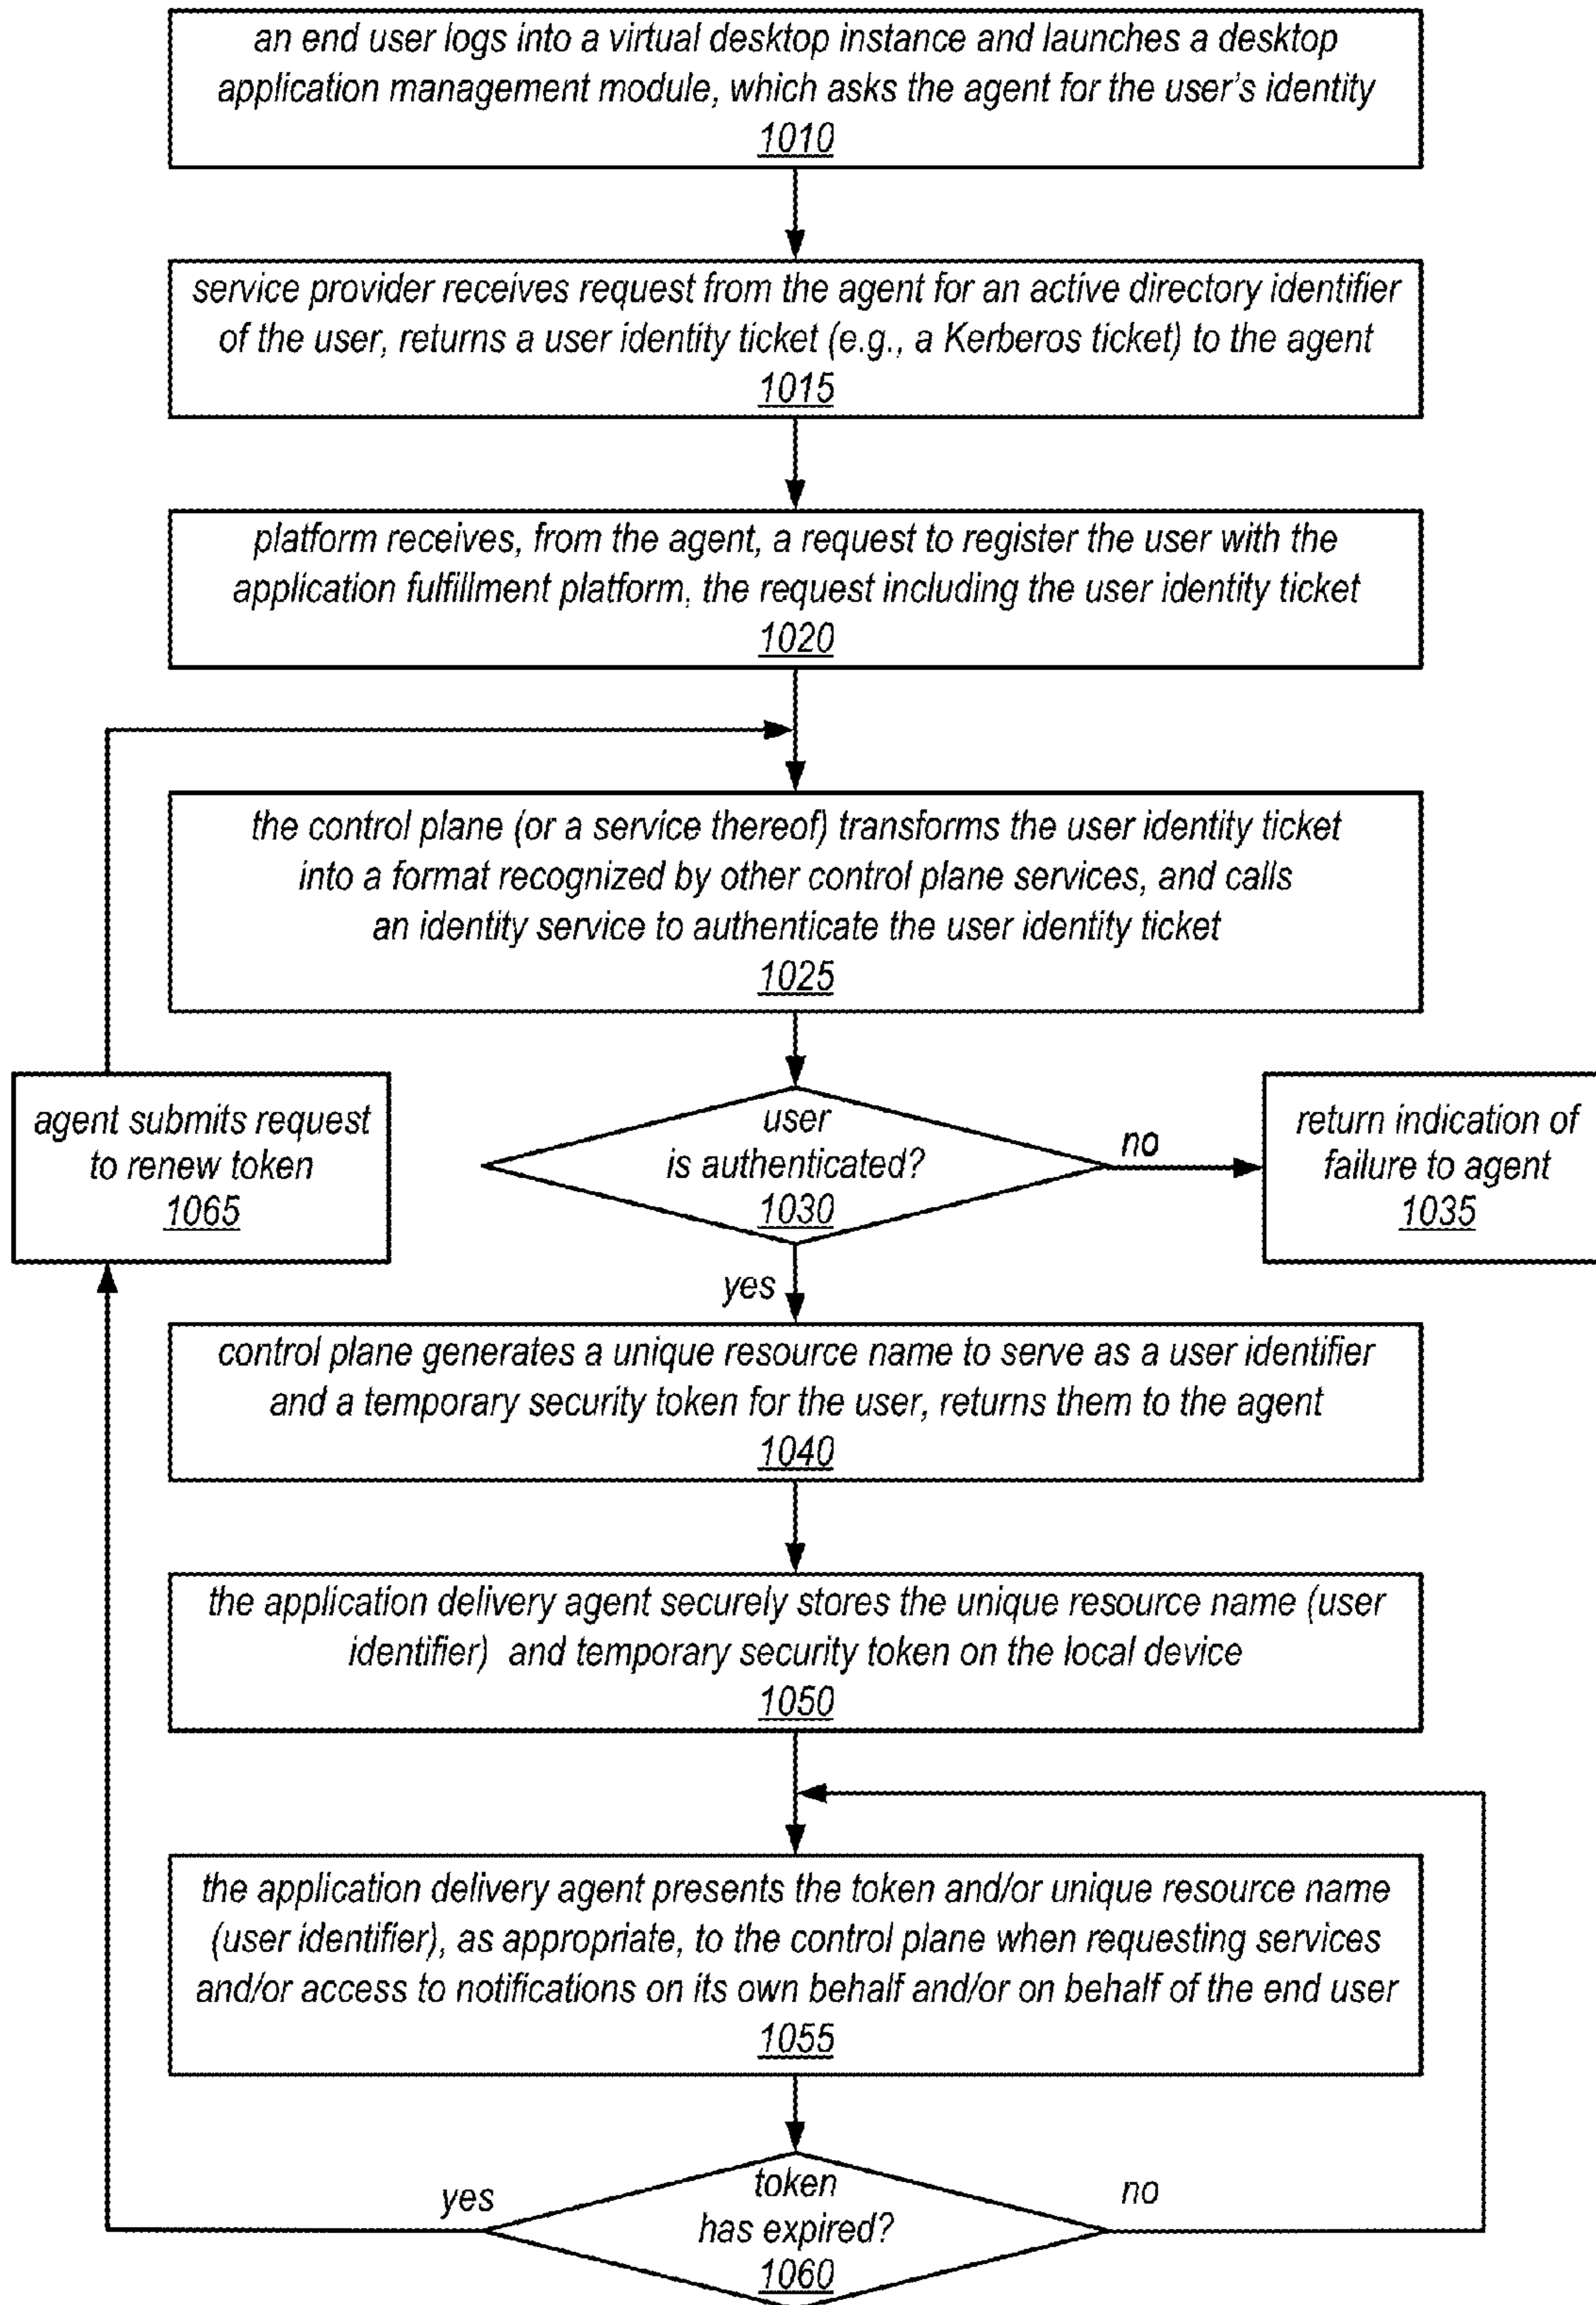 an end user logs into a virtual desktop instance and launches a desktop
application management module, which asks the agent for the user's identity
1010
service provider receives request from the agent for an active directory identifier
of the user, returns a user identity ticket (e.g., a Kerberos ticket) to the agent
1015
platform receives, from the agent, a request to register the user with the
application fulfillment platform, the request including the user identity ticket
1020
the control plane (or a service thereof) transforms the user identity ticket
into a format recognized by other control plane services, and calls
an identity service to authenticate the user identity ticket
1025
agent submits request
to renew token
1065
user
is authenticated?
1030
no
return indication of
failure to agent
1035
yes
control plane generates a unique resource name to serve as a user identifier
and a temporary security token for the user, returns them to the agent
1040
the application delivery agent securely stores the unique resource name (user
identifier) and temporary security token on the local device
1050
the application delivery agent presents the token and/or unique resource name
(user identifier), as appropriate, to the control plane when requesting services
and/or access to notifications on its own behalf and/or on behalf of the end user
1055
yes
token
has expired?
1060
no